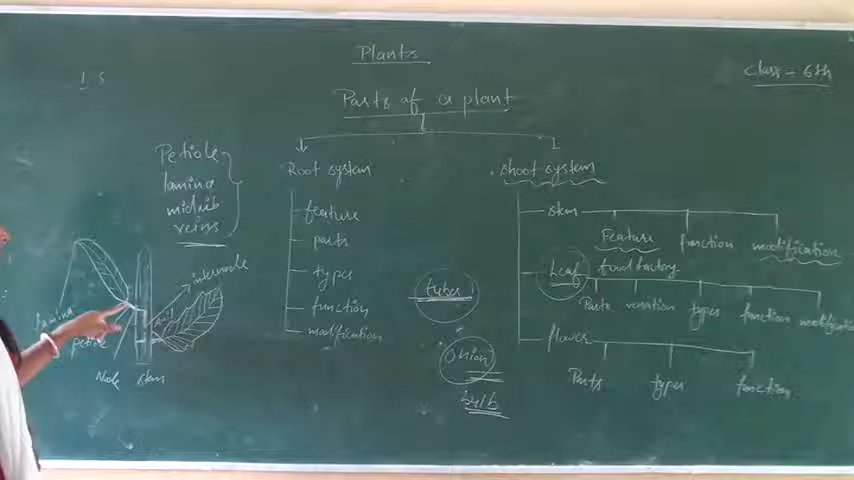 Plants
Class - 6th
Parts of a plant
Root system
feature
parts
types
function
modification
Shoot system
stem
Feature
function
modification
Leaf
food factory
Parts
types
function
modification
flower
Parts
types
function
Petiole
lamina
midrib
veins
internode
lamina
petiole
Node
stem
Onion
bulb